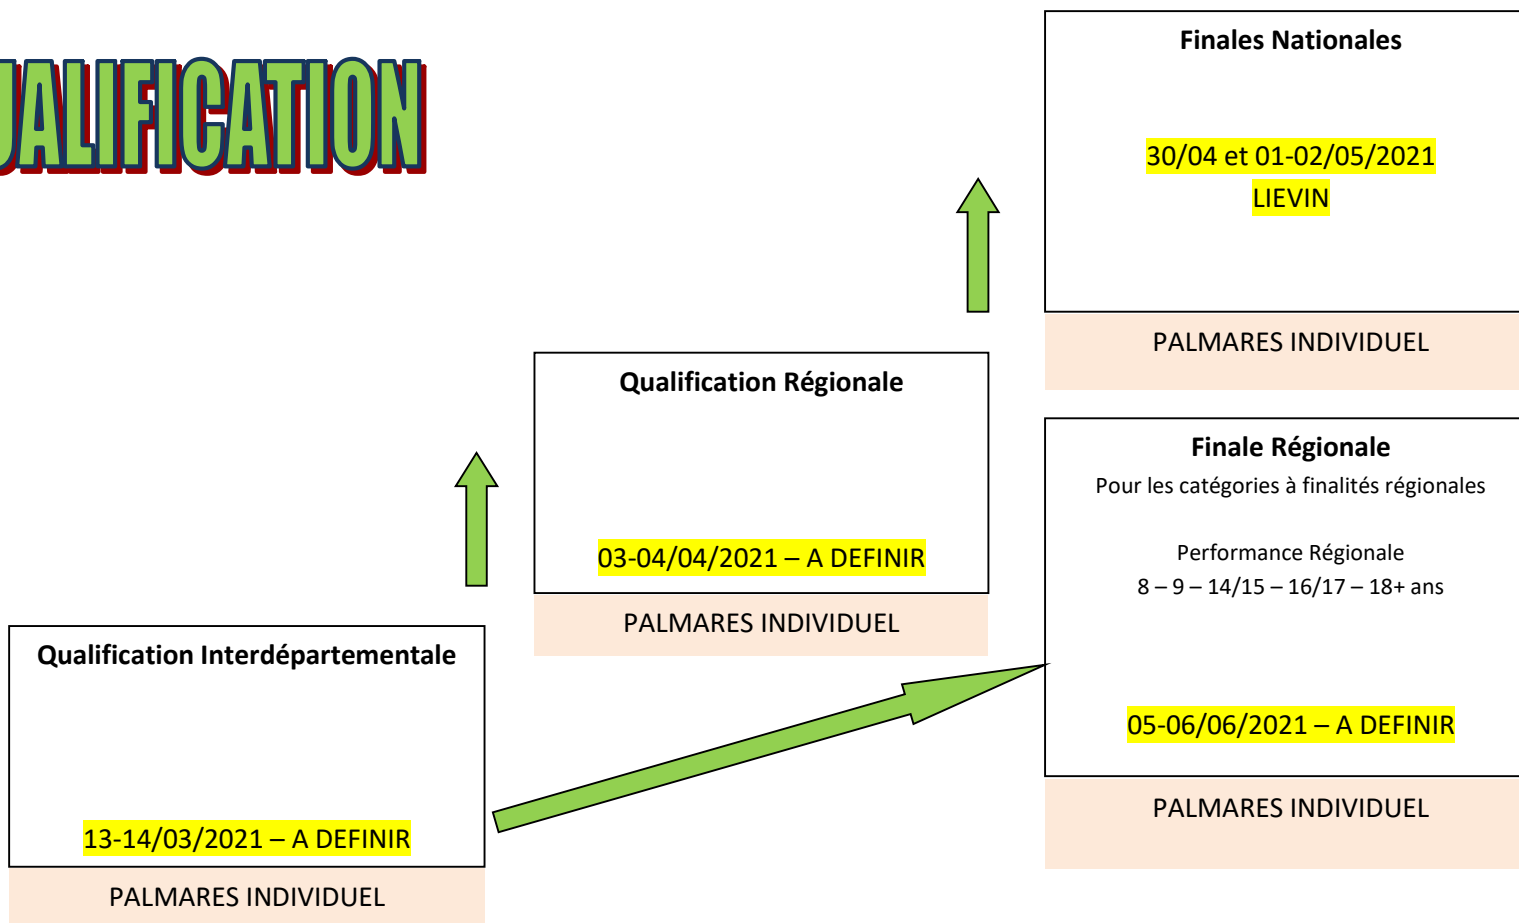 UALIFICATION
Finales Nationales
30/04 et 01-02/05/2021
LIEVIN
PALMARES INDIVIDUEL
Qualification Régionale
03-04/04/2021 – A DEFINIR
PALMARES INDIVIDUEL
Finale Régionale
Pour les catégories à finalités régionales
Performance Régionale
8 – 9 – 14/15 – 16/17 – 18+ ans
05-06/06/2021 – A DEFINIR
PALMARES INDIVIDUEL
Qualification Interdépartementale
13-14/03/2021 – A DEFINIR
PALMARES INDIVIDUEL